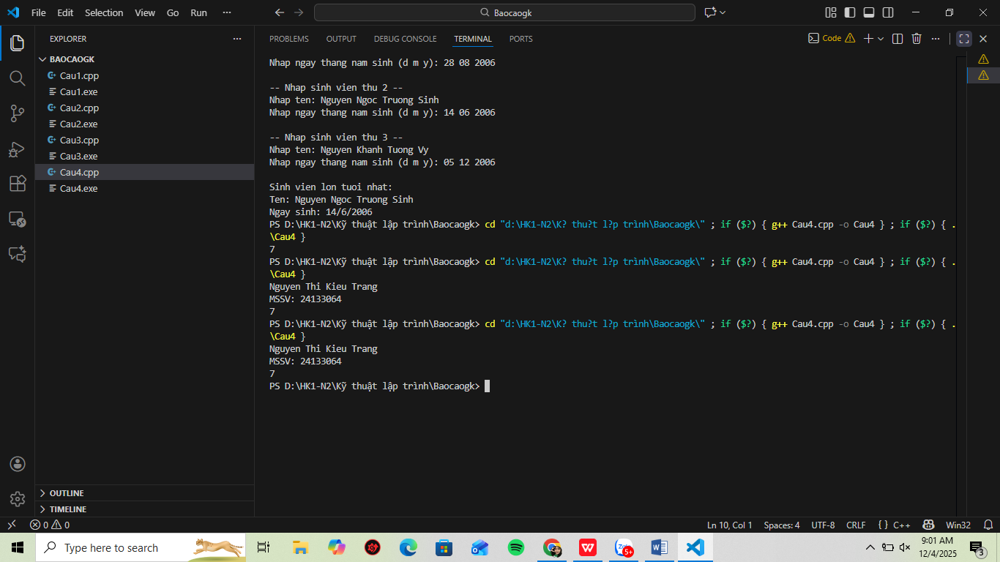 File Edit Selection View Go Run ···
Baocaogk
EXPLORER ···
BAOCAOGK
Cau1.cpp
Cau1.exe
Cau2.cpp
Cau2.exe
Cau3.cpp
Cau3.exe
Cau4.cpp
Cau4.exe
OUTLINE
TIMELINE
PROBLEMS OUTPUT DEBUG CONSOLE TERMINAL PORTS
Code
Nhap ngay thang nam sinh (d m y): 28 08 2006
-- Nhap sinh vien thu 2 --
Nhap ten: Nguyen Ngoc Truong Sinh
Nhap ngay thang nam sinh (d m y): 14 06 2006
-- Nhap sinh vien thu 3 --
Nhap ten: Nguyen Khanh Tuong Vy
Nhap ngay thang nam sinh (d m y): 05 12 2006
Sinh vien lon tuoi nhat:
Ten: Nguyen Ngoc Truong Sinh
Ngay sinh: 14/6/2006
PS D:\HK1-N2\Kỹ thuật lập trình\Baocaogk> cd "d:\HK1-N2\K? thu?t l?p trình\Baocaogk\" ; if ($?) { g++ Cau4.cpp -o Cau4 } ; if ($?) { .
\Cau4 }
7
PS D:\HK1-N2\Kỹ thuật lập trình\Baocaogk> cd "d:\HK1-N2\K? thu?t l?p trình\Baocaogk\" ; if ($?) { g++ Cau4.cpp -o Cau4 } ; if ($?) { .
\Cau4 }
Nguyen Thi Kieu Trang
MSSV: 24133064
7
PS D:\HK1-N2\Kỹ thuật lập trình\Baocaogk> cd "d:\HK1-N2\K? thu?t l?p trình\Baocaogk\" ; if ($?) { g++ Cau4.cpp -o Cau4 } ; if ($?) { .
\Cau4 }
Nguyen Thi Kieu Trang
MSSV: 24133064
7
PS D:\HK1-N2\Kỹ thuật lập trình\Baocaogk>
0 0
Ln 10, Col 1 Spaces: 4 UTF-8 CRLF { } C++ Win32
Type here to search
Zalo 5+
9:01 AM
12/4/2025
3